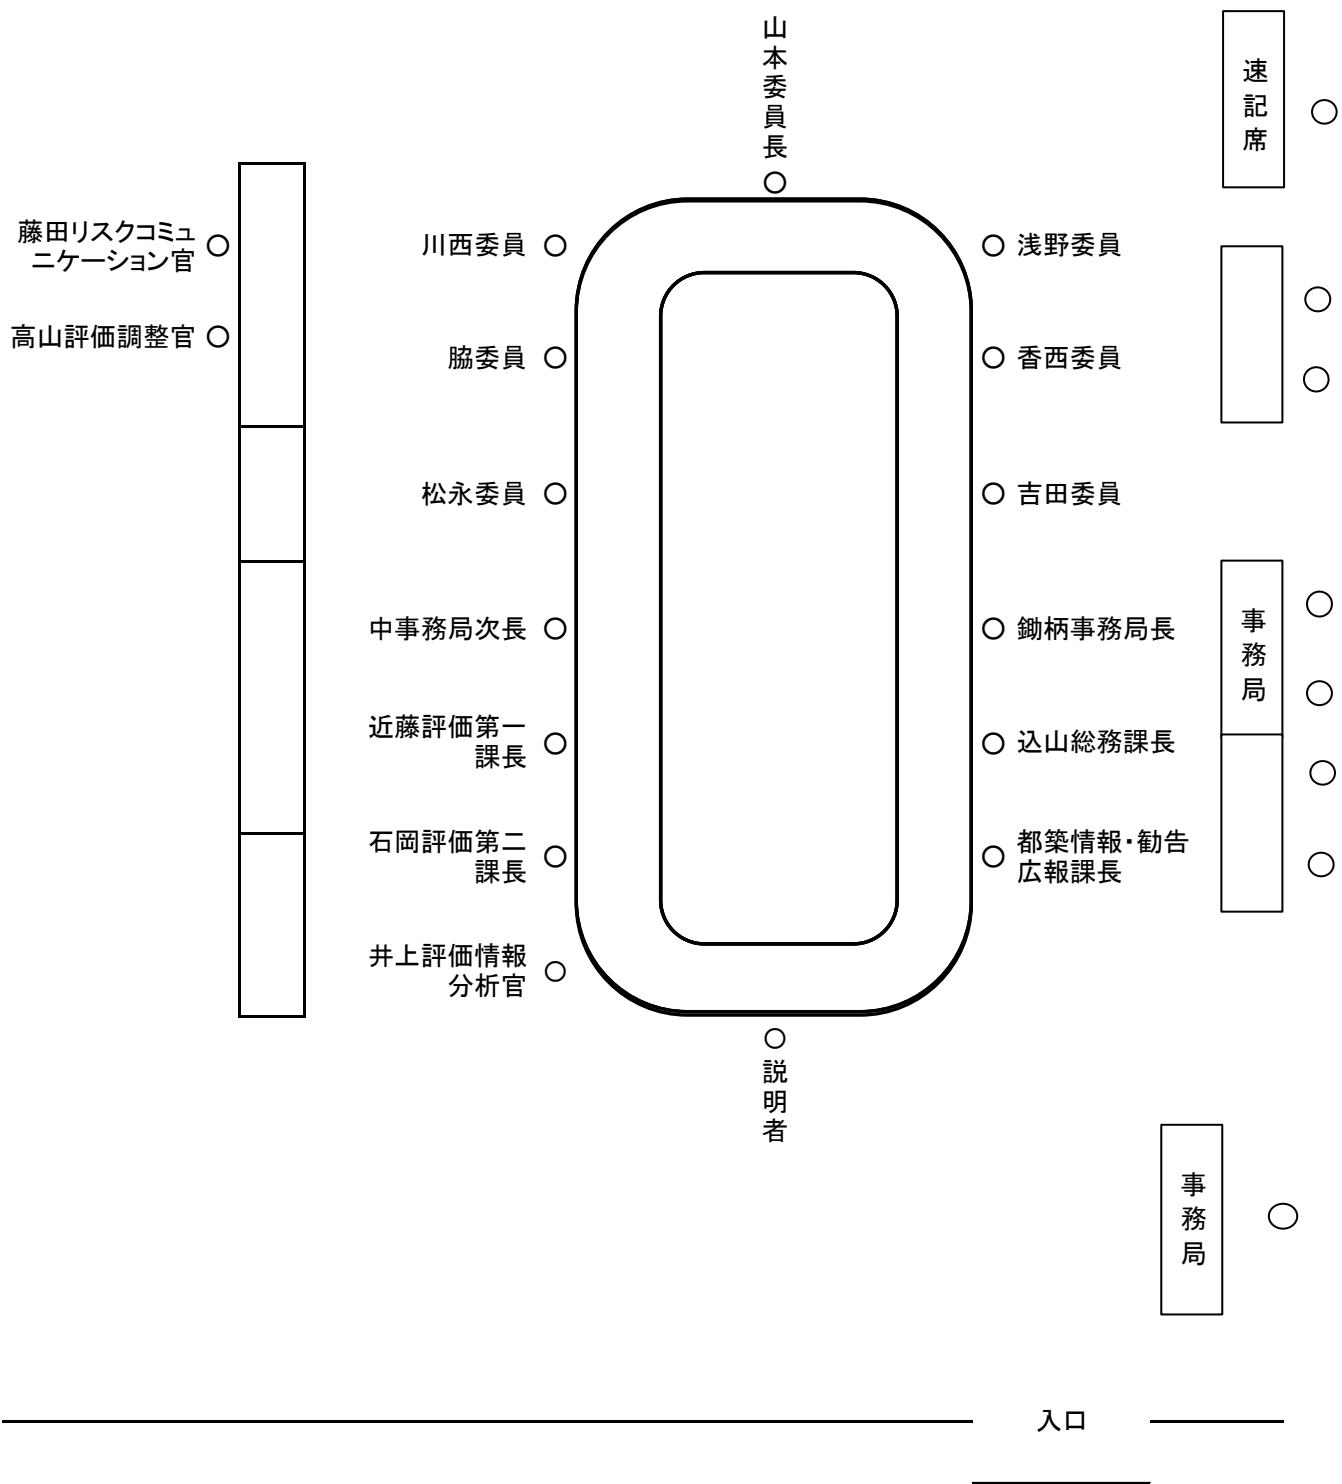 山本委員長
速記席
藤田リスクコミュ
ニケーション官
川西委員
浅野委員
高山評価調整官
脇委員
香西委員
松永委員
吉田委員
中事務局次長
鋤柄事務局長
事務局
近藤評価第一
課長
込山総務課長
石岡評価第二
課長
都築情報・勧告
広報課長
井上評価情報
分析官
説明者
事務局
入口